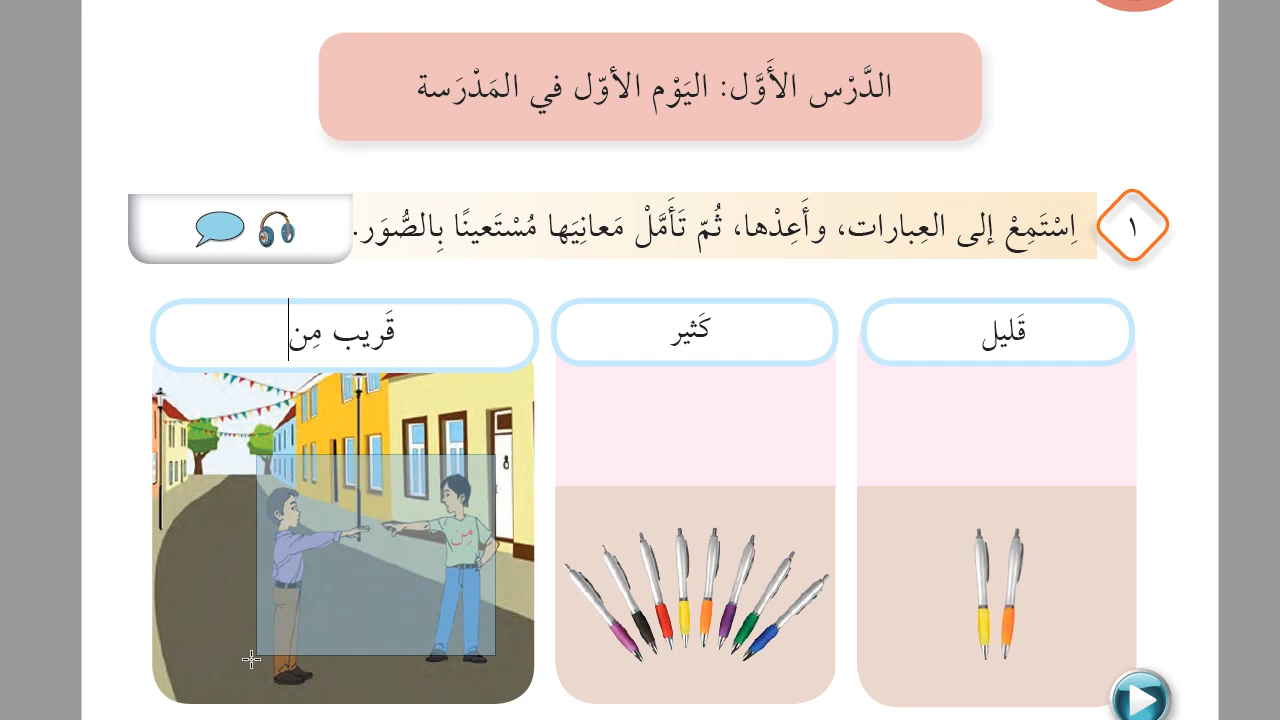 الدَّرْس الأَوَّل: اليَوْم الأوّل في المَدْرَسة
١
اِسْتَمِعْ إلى العِبارات، وأَعِدْها، ثُمّ تَأَمَّلْ مَعانِيَها مُسْتَعينًا بِالصُّوَر.
قَليل
كَثير
قَريب مِن
مِن